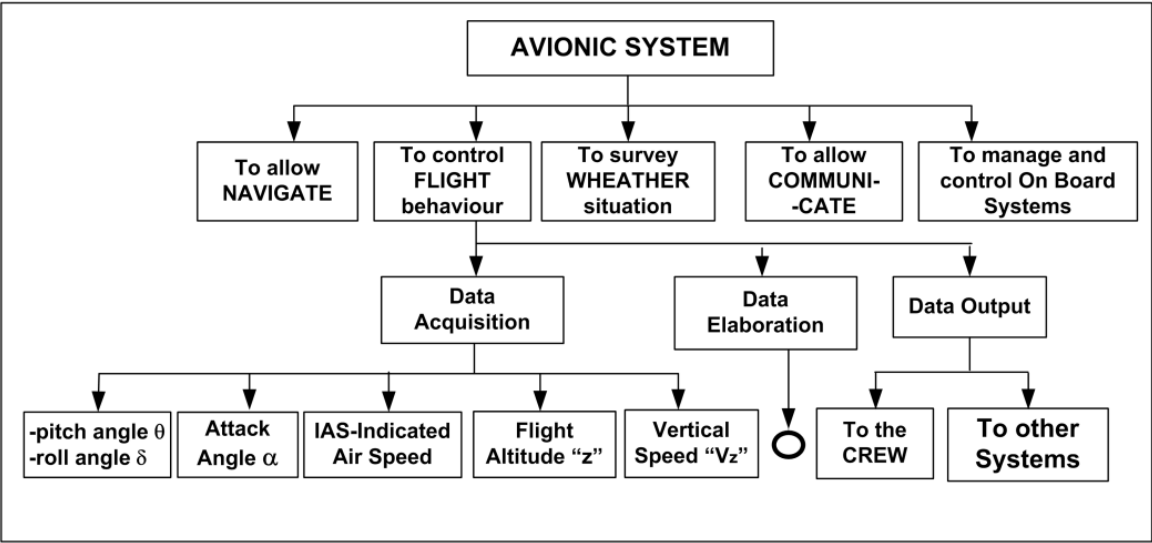 AVIONIC SYSTEM
To allow
NAVIGATE
To control
FLIGHT
behaviour
To survey
WHEATHER
situation
To allow
COMMUNI-
-CATE
To manage and
control On Board
Systems
Data
Acquisition
Data
Elaboration
Data Output
-pitch angle θ
-roll angle δ
Attack
Angle α
IAS-Indicated
Air Speed
Flight
Altitude “z”
Vertical
Speed “Vz”
To the
CREW
To other
Systems